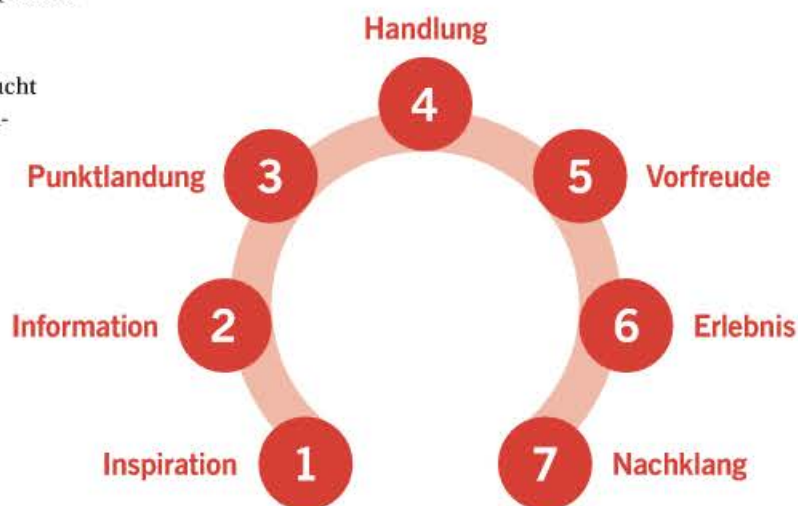 Handlung
4
Punktlandung 3
5 Vorfreude
Information 2
6 Erlebnis
Inspiration 1
7 Nachklang